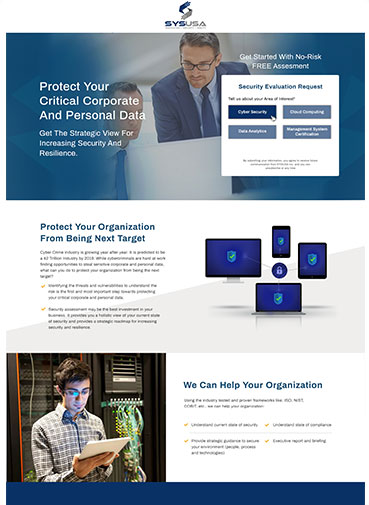 SYSUSA
Protect Your
Critical Corporate
And Personal Data
Get The Strategic View For
Increasing Security And
Resilience.
Get Started With No-Risk
FREE Assesment
Security Evaluation Request
Tell us about your Area of Interest?
Cyber Security
Cloud Computing
Data Analytics
Management System
Certification
Protect Your Organization
From Being Next Target
Cyber Crime industry is growing year after year. It is predicted to be
a $2 Trillion industry by 2019. While cybercriminals are hard at work
finding opportunities to steal sensitive corporate and personal data,
what can you do to protect your organization from being the next
target?
Identifying the threats and vulnerabilities to understand the
risk is the first and most important step towards protecting
your critical corporate and personal data.
Security assessment may be the best investment in your
business. It provides you a holistic view of your current state
of security and provides a strategic roadmap for increasing
security and resilience.
We Can Help Your Organization
Using the industry tested and proven frameworks like, ISO, NIST,
COBIT, etc., we can help your organization:
Understand current state of security
Understand state of compliance
Provide strategic guidance to secure
your environment (people, process
and technologies)
Executive report and briefing